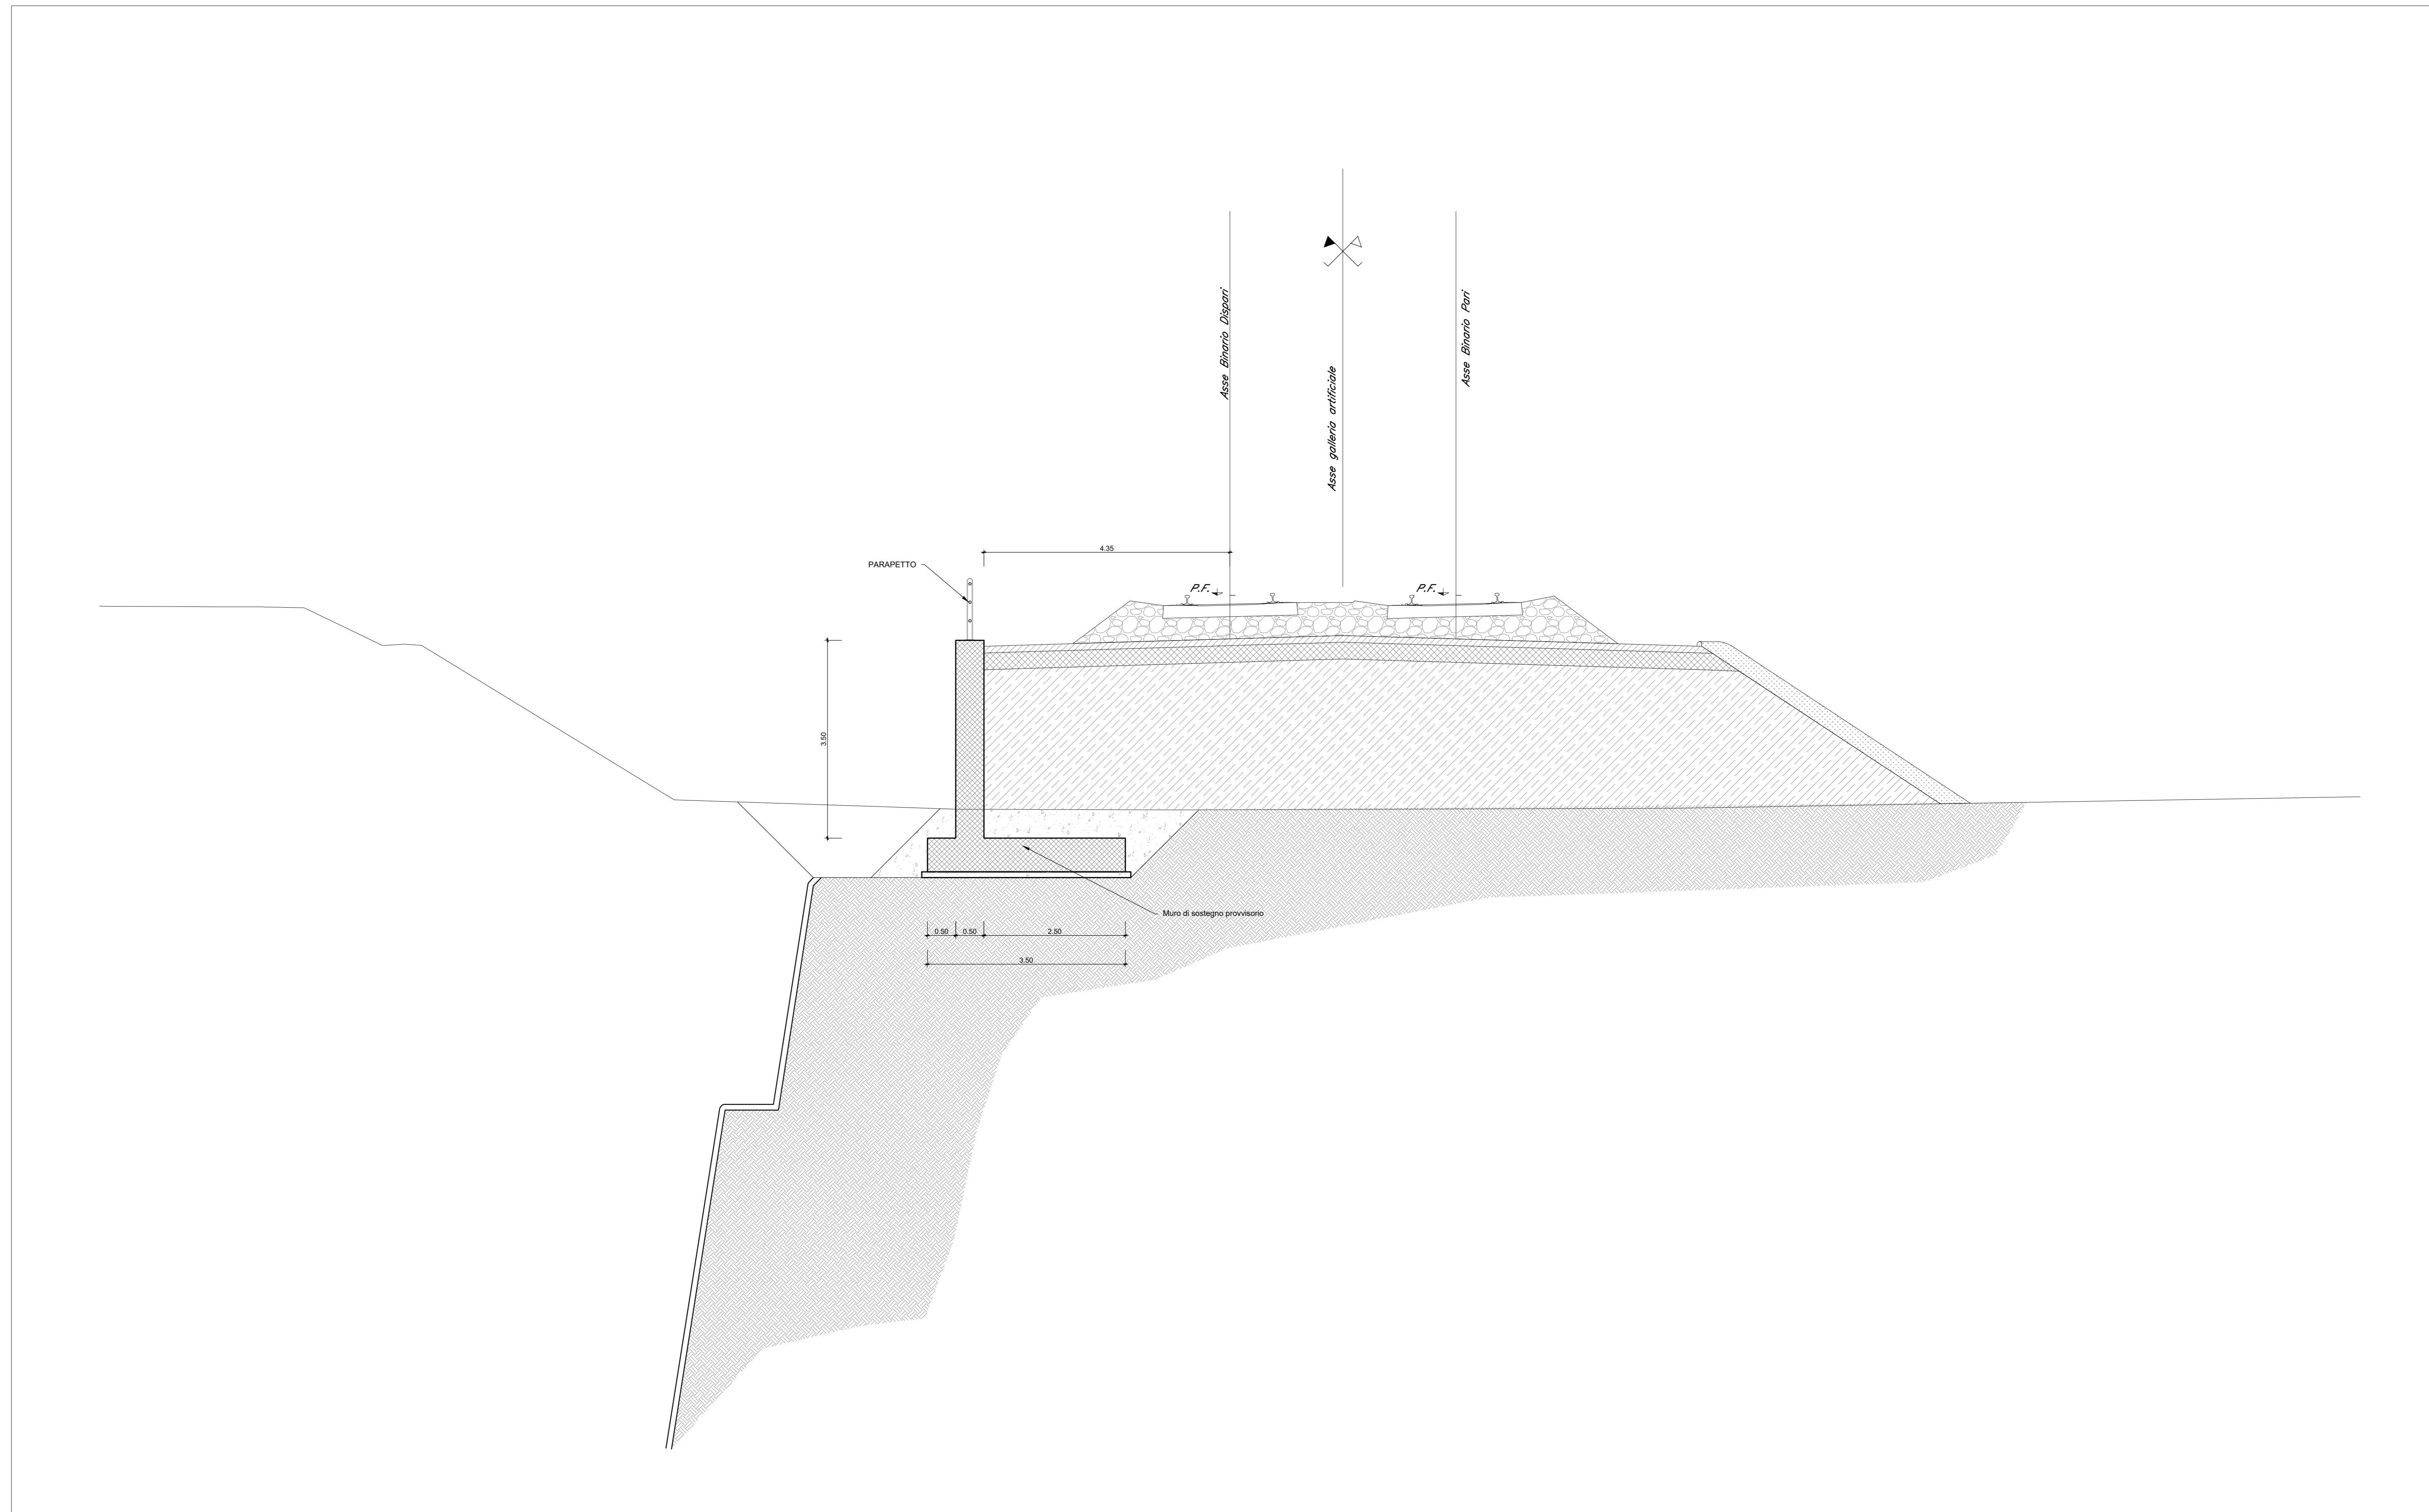 Asse Binario Dispari
Asse galleria artificiale
Asse Binario Pari
4.35
PARAPETTO
P.F.
P.F.
3.50
Muro di sostegno provvisorio
0.50
0.50
2.50
3.50